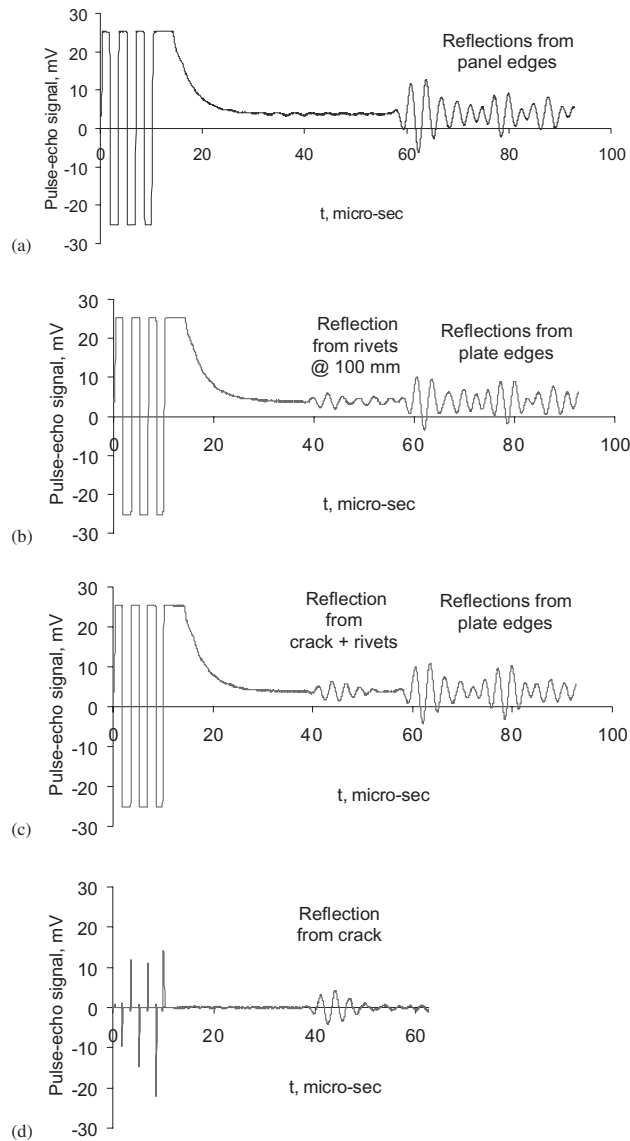 30
20
10
0
-10
-20
-30
Pulse-echo signal, mV
Reflections from
panel edges
0 20 40 60 80 100
t, micro-sec
(a)
30
20
10
0
-10
-20
-30
Pulse-echo signal, mV
Reflection
from rivets
@ 100 mm
Reflections from
plate edges
0 20 40 60 80 100
t, micro-sec
(b)
30
20
10
0
-10
-20
-30
Pulse-echo signal, mV
Reflection
from
crack + rivets
Reflections from
plate edges
0 20 40 60 80 100
t, micro-sec
(c)
30
20
10
0
-10
-20
-30
Pulse-echo signal, mV
Reflection
from crack
0 20 40 60
t, micro-sec
(d)